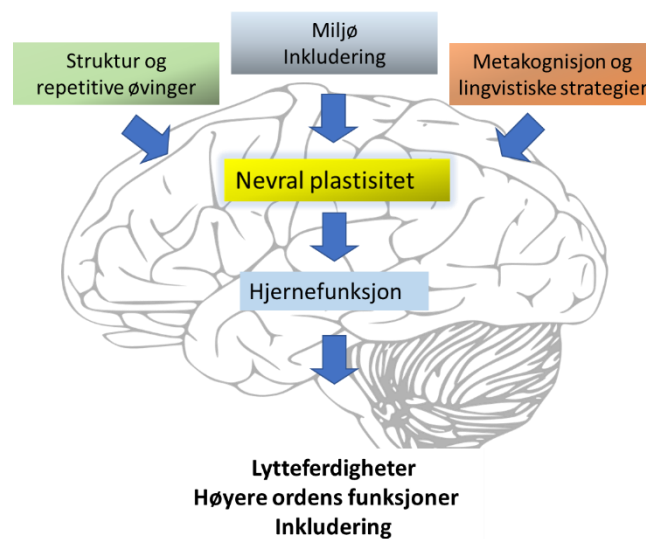 Struktur og
repetitive øvinger
Miljø
Inkludering
Metakognisjon og
lingvistiske strategier
Nevral plastisitet
Hjernefunksjon
Lytteferdigheter
Høyere ordens funksjoner
Inkludering